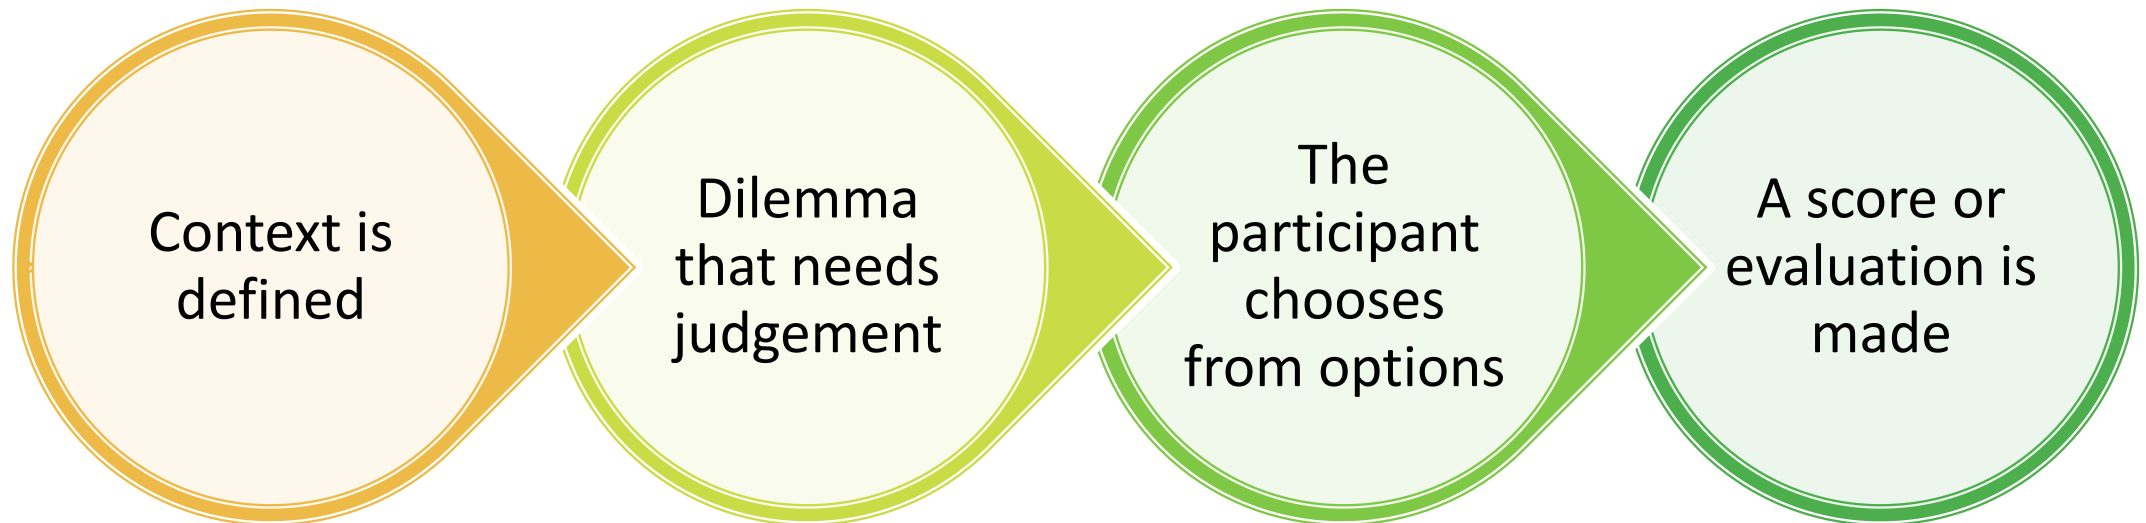 Context is
defined
Dilemma
that needs
judgement
The
participant
chooses
from options
A score or
evaluation is
made